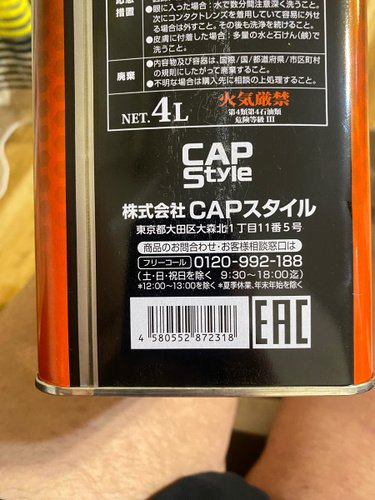 応急
措置
●眼に入った場合：水で数分間注意深く洗うこと。
次にコンタクトレンズを着用していて容易に外せ
る場合は外すこと。その後も洗浄を続けること。
●皮膚に付着した場合：多量の水と石けん(鹸)で
洗うこと。
廃棄
●内容物及び容器は、国際/国/都道府県/市区町村
の規則にしたがって廃棄すること。
●不明な場合は購入先に相談の上処理すること。
NET. 4L
火気厳禁
第4類第4石油類
危険等級 III
CAP
Style
株式会社 CAPスタイル
東京都大田区大森北1丁目11番5号
商品のお問合わせ・お客様相談窓口は
フリーコール 0120-992-188
(土・日・祝日を除く 9:30〜18:00迄)
*12:00〜13:00を除く *夏季休業、年末年始を除く
4 580552 872318
EAC